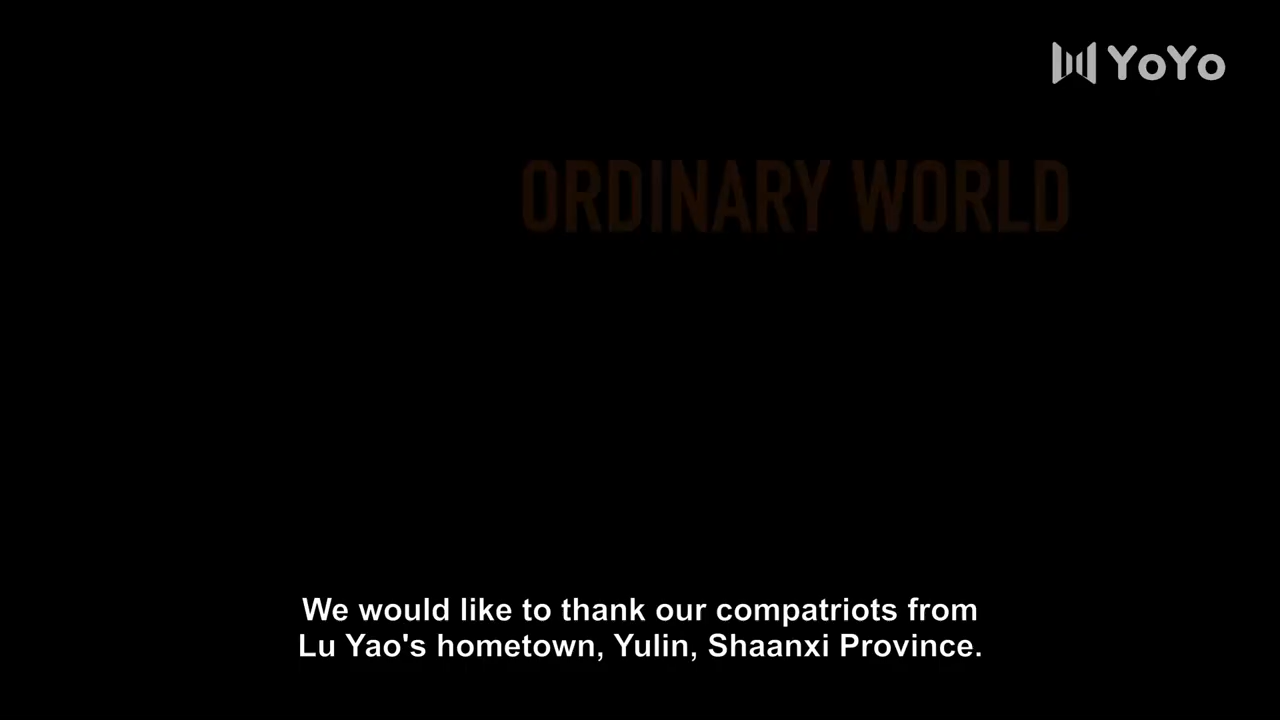 YoYo
ORDINARY WORLD
We would like to thank our compatriots from
Lu Yao's hometown, Yulin, Shaanxi Province.